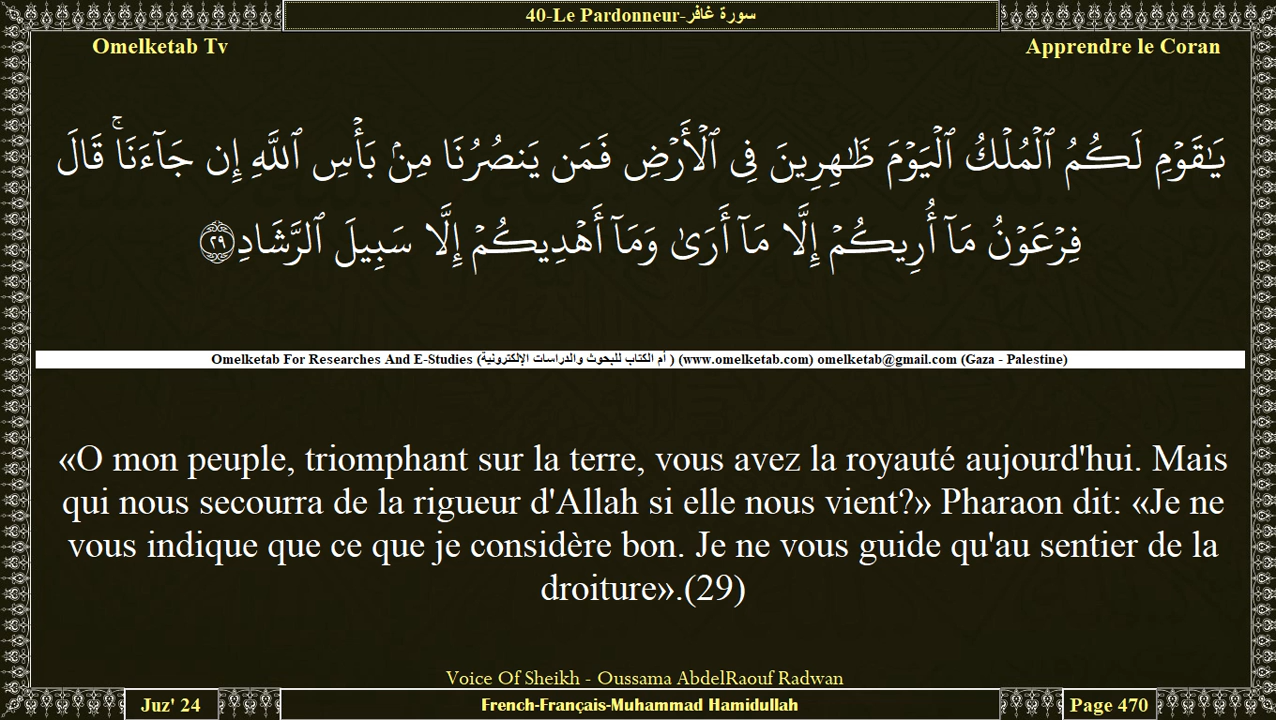 40-Le Pardonneur-سورة غافر
Omelketab Tv
Apprendre le Coran
يَٰقَوۡمِ لَكُمُ ٱلۡمُلۡكُ ٱلۡيَوۡمَ ظَٰهِرِينَ فِي ٱلۡأَرۡضِ فَمَن يَنصُرُنَا مِنۢ بَأۡسِ ٱللَّهِ إِن جَآءَنَاۚ قَالَ
فِرۡعَوۡنُ مَآ أُرِيكُمۡ إِلَّا مَآ أَرَىٰ وَمَآ أَهۡدِيكُمۡ إِلَّا سَبِيلَ ٱلرَّشَادِ ٢٩
Omelketab For Researches And E-Studies (أم الكتاب للبحوث والدراسات الإلكترونية ) (www.omelketab.com) omelketab@gmail.com (Gaza - Palestine)
«O mon peuple, triomphant sur la terre, vous avez la royauté aujourd'hui. Mais
qui nous secourra de la rigueur d'Allah si elle nous vient?» Pharaon dit: «Je ne
vous indique que ce que je considère bon. Je ne vous guide qu'au sentier de la
droiture».(29)
Voice Of Sheikh - Oussama AbdelRaouf Radwan
Juz' 24
French-Français-Muhammad Hamidullah
Page 470